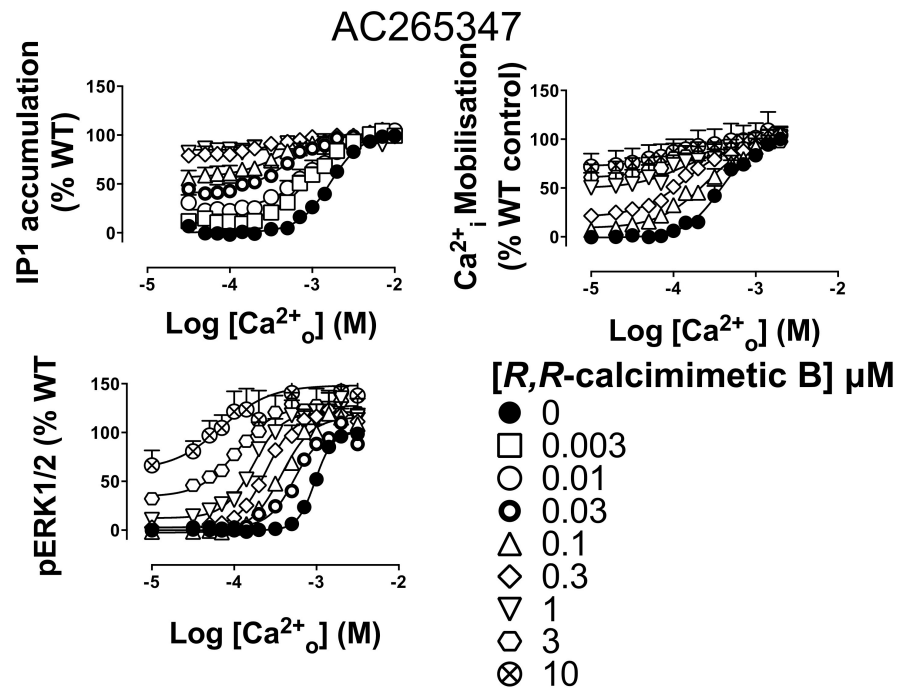 AC265347
IP1 accumulation
(% WT)
150
100
50
0
-5 -4 -3 -2
Log [Ca2+o] (M)
Ca2+i Mobilisation
(% WT control)
150
100
50
0
-5 -4 -3 -2
Log [Ca2+o] (M)
pERK1/2 (% WT
150
100
50
0
-5 -4 -3 -2
Log [Ca2+o] (M)
[R,R-calcimimetic B] µM
0
0.003
0.01
0.03
0.1
0.3
1
3
10